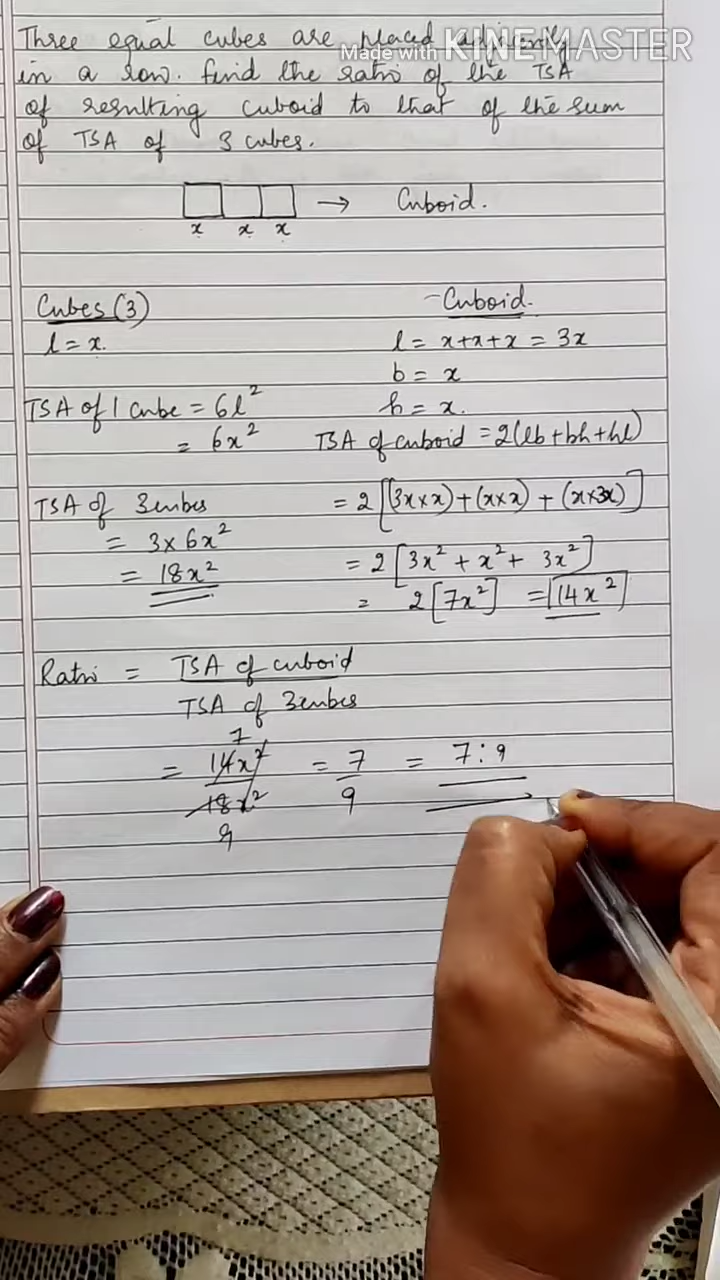 Three equal cubes are placed adjacently
Made with KINEMASTER
in a row. find the ratio of the TSA
of resulting cuboid to that of the sum
of TSA of 3 cubes.
→ Cuboid.
x x x
Cubes (3)
l = x.
TSA of 1 cube = 6l²
= 6x²
TSA of 3cubes
= 3 x 6x²
= 18x²
- Cuboid.
l = x+x+x = 3x
b = x
h = x.
TSA of cuboid = 2(lb + bh + hl)
= 2[(3x×x)+(x×x) + (x×3x)]
= 2[3x² + x² + 3x²]
= 2[7x²] = 14x²
Ratio = TSA of cuboid
TSA of 3cubes
7
= 14x² = 7 = 7:9
18x² 9
9